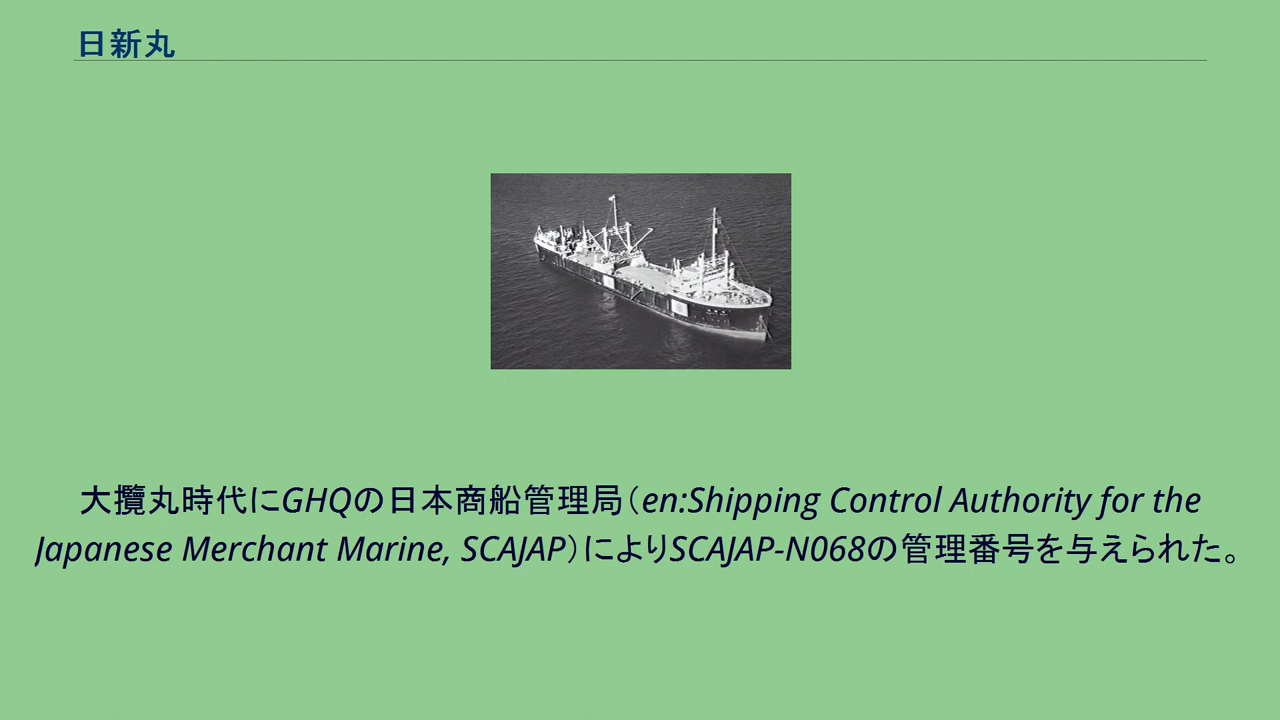 日新丸
大攬丸時代にGHQの日本商船管理局（en:Shipping Control Authority for the
Japanese Merchant Marine, SCAJAP）によりSCAJAP-N068の管理番号を与えられた。